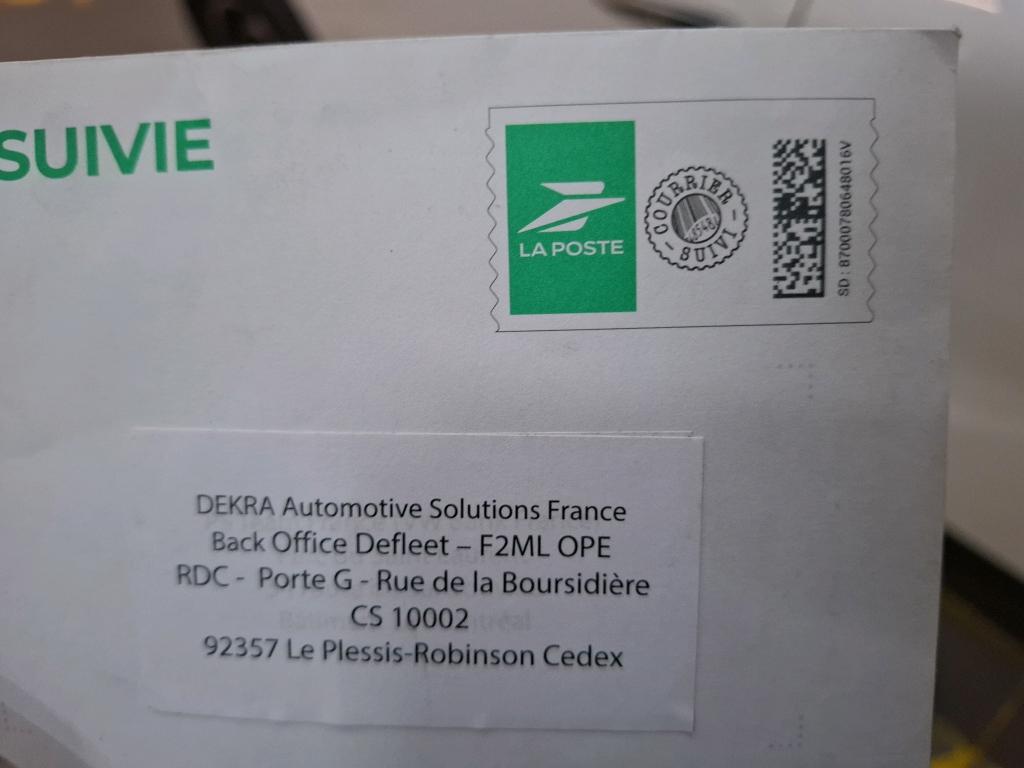 SUIVIE
LA POSTE
COURRIER
SUIVI
SD : 87000780648016V
DEKRA Automotive Solutions France
Back Office Defleet – F2ML OPE
RDC - Porte G - Rue de la Boursidière
CS 10002
92357 Le Plessis-Robinson Cedex